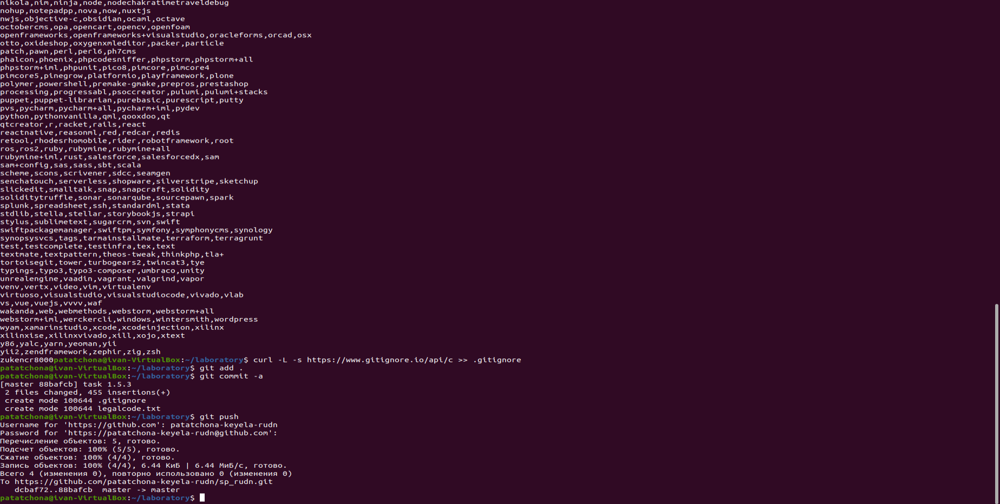 nikola,nim,ninja,node,nodechakratimetraveldebug
nohup,notepadpp,nova,now,nuxtjs
nwjs,objective-c,obsidian,ocaml,octave
octobercms,opa,opencart,opencv,openfoam
openframeworks,openframeworks+visualstudio,oracleforms,orcad,osx
otto,oxideshop,oxygenxmleditor,packer,particle
patch,pawn,perl,perl6,ph7cms
phalcon,phoenix,phpcodesniffer,phpstorm,phpstorm+all
phpstorm+iml,phpunit,pico8,pimcore,pimcore4
pimcore5,pinegrow,platformio,playframework,plone
polymer,powershell,premake-gmake,prepros,prestashop
processing,progressabl,psoccreator,pulumi,pulumi+stacks
puppet,puppet-librarian,purebasic,purescript,putty
pvs,pycharm,pycharm+all,pycharm+iml,pydev
python,pythonvanilla,qml,qooxdoo,qt
qtcreator,r,racket,rails,react
reactnative,reasonml,red,redcar,redis
retool,rhodesrhomobile,rider,robotframework,root
ros,ros2,ruby,rubymine,rubymine+all
rubymine+iml,rust,salesforce,salesforcedx,sam
sam+config,sas,sass,sbt,scala
scheme,scons,scrivener,sdcc,seamgen
senchatouch,serverless,shopware,silverstripe,sketchup
slickedit,smalltalk,snap,snapcraft,solidity
soliditytruffle,sonar,sonarqube,sourcepawn,spark
splunk,spreadsheet,ssh,standardml,stata
stdlib,stella,stellar,storybookjs,strapi
stylus,sublimetext,sugarcrm,svn,swift
swiftpackagemanager,swiftpm,symfony,symphonycms,synology
synopsysvcs,tags,tarmainstallmate,terraform,terragrunt
test,testcomplete,testinfra,tex,text
textmate,textpattern,theos-tweak,thinkphp,tla+
tortoisegit,tower,turbogears2,twincat3,tye
typings,typo3,typo3-composer,umbraco,unity
unrealengine,vaadin,vagrant,valgrind,vapor
venv,vertx,video,vim,virtualenv
virtuoso,visualstudio,visualstudiocode,vivado,vlab
vs,vue,vuejs,vvvv,waf
wakanda,web,webmethods,webstorm,webstorm+all
webstorm+iml,werckercli,windows,wintersmith,wordpress
wyam,xamarinstudio,xcode,xcodeinjection,xilinx
xilinxise,xilinxvivado,xill,xojo,xtext
y86,yalc,yarn,yeoman,yii
yii2,zendframework,zephir,zig,zsh
zukencr8000patatchona@ivan-VirtualBox:~/laboratory$ curl -L -s https://www.gitignore.io/api/c >> .gitignore
patatchona@ivan-VirtualBox:~/laboratory$ git add .
patatchona@ivan-VirtualBox:~/laboratory$ git commit -a
[master 88bafcb] task 1.5.3
 2 files changed, 455 insertions(+)
 create mode 100644 .gitignore
 create mode 100644 legalcode.txt
patatchona@ivan-VirtualBox:~/laboratory$ git push
Username for 'https://github.com': patatchona-keyela-rudn
Password for 'https://patatchona-keyela-rudn@github.com':
Перечисление объектов: 5, готово.
Подсчет объектов: 100% (5/5), готово.
Сжатие объектов: 100% (4/4), готово.
Запись объектов: 100% (4/4), 6.44 КиБ | 6.44 МиБ/с, готово.
Всего 4 (изменения 0), повторно использовано 0 (изменения 0)
To https://github.com/patatchona-keyela-rudn/sp_rudn.git
   dcbaf72..88bafcb  master -> master
patatchona@ivan-VirtualBox:~/laboratory$